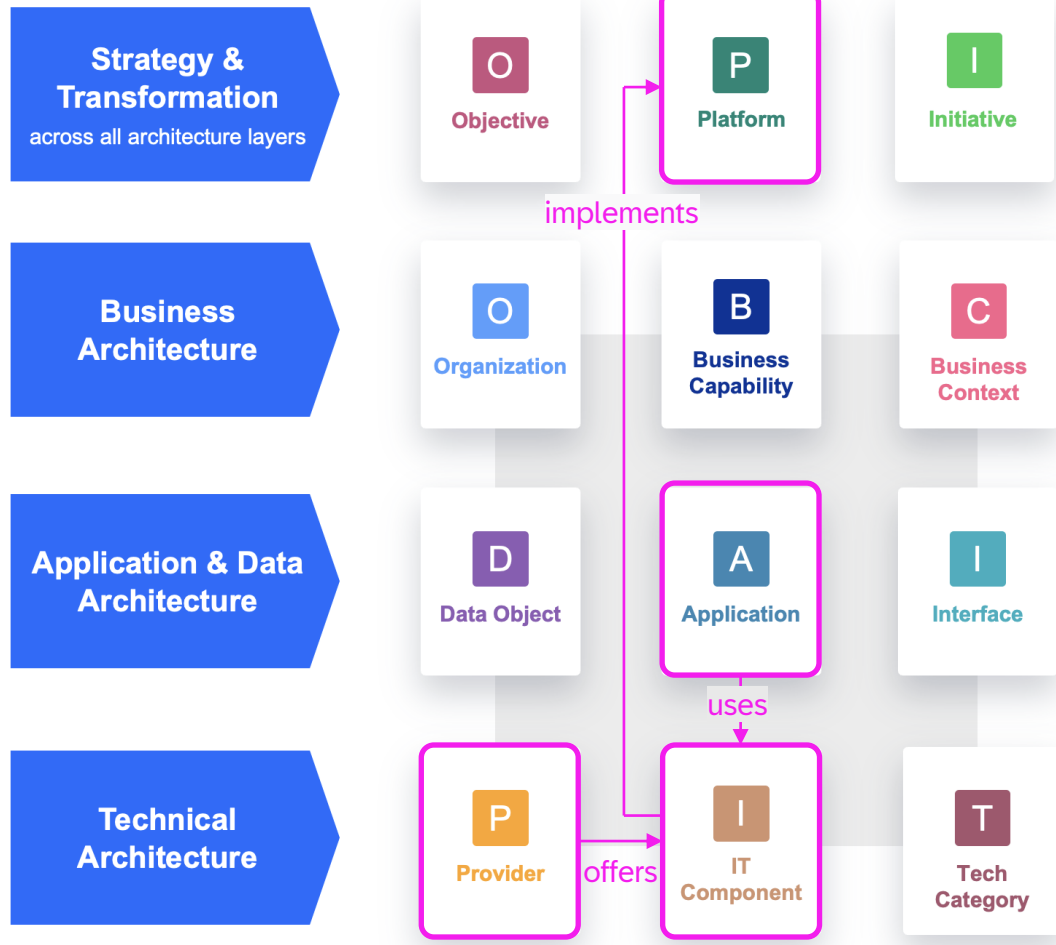 Strategy &
Transformation
across all architecture layers
O
Objective
P
Platform
I
Initiative
implements
Business
Architecture
O
Organization
B
Business
Capability
C
Business
Context
Application & Data
Architecture
D
Data Object
A
Application
I
Interface
uses
Technical
Architecture
P
Provider
offers
I
IT
Component
T
Tech
Category